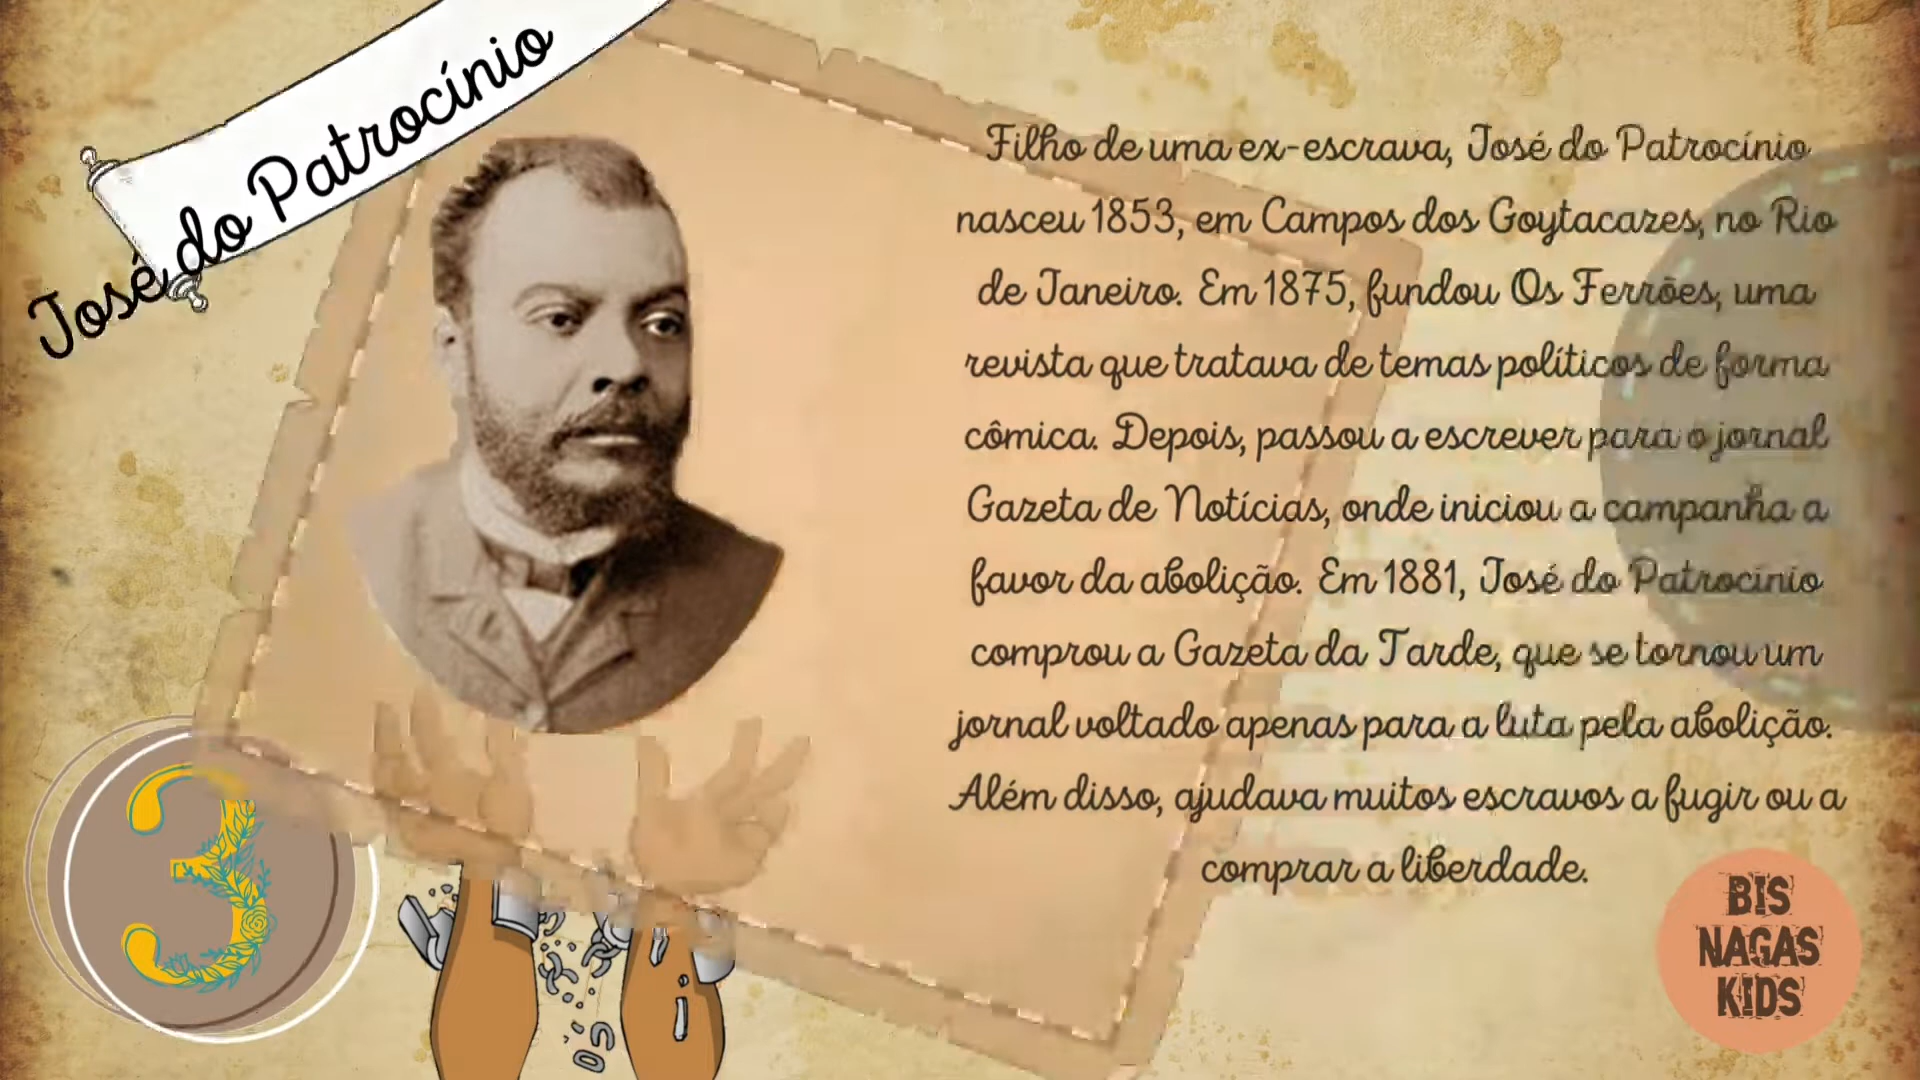 José do Patrocínio
Filho de uma ex-escrava, José do Patrocínio
nasceu 1853, em Campos dos Goytacazes, no Rio
de Janeiro. Em 1875, fundou Os Ferrões, uma
revista que tratava de temas políticos de forma
cômica. Depois, passou a escrever para o jornal
Gazeta de Notícias, onde iniciou a campanha a
favor da abolição. Em 1881, José do Patrocínio
comprou a Gazeta da Tarde, que se tornou um
jornal voltado apenas para a luta pela abolição.
Além disso, ajudava muitos escravos a fugir ou a
comprar a liberdade.
3
BIS
NAGAS
KIDS